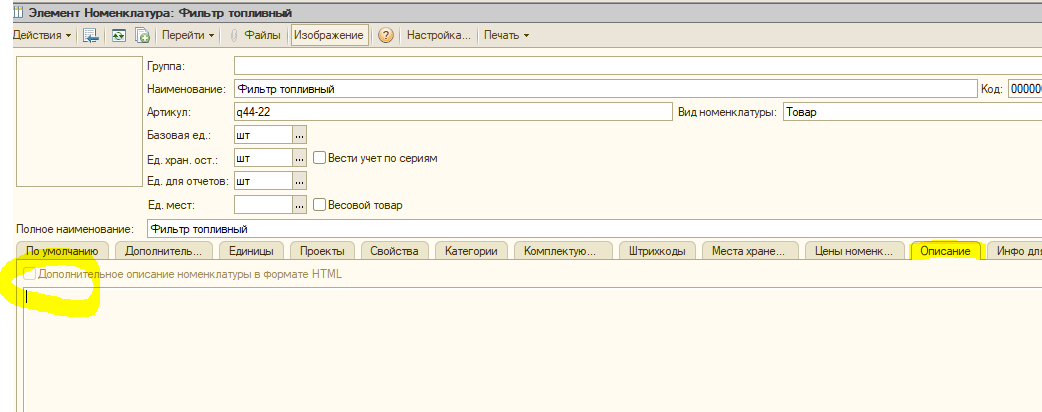 Элемент Номенклатура: Фильтр топливный
Действия Перейти Файлы Изображение ? Настройка... Печать
Группа:
Наименование: Фильтр топливный Код: 00000
Артикул: q44-22 Вид номенклатуры: Товар
Базовая ед.: шт ...
Ед. хран. ост.: шт ... Вести учет по сериям
Ед. для отчетов: шт ...
Ед. мест: ... Весовой товар
Полное наименование: Фильтр топливный
По умолчанию Дополнитель... Единицы Проекты Свойства Категории Комплектую... Штрихкоды Места хране... Цены номенк... Описание Инфо для
Дополнительное описание номенклатуры в формате HTML